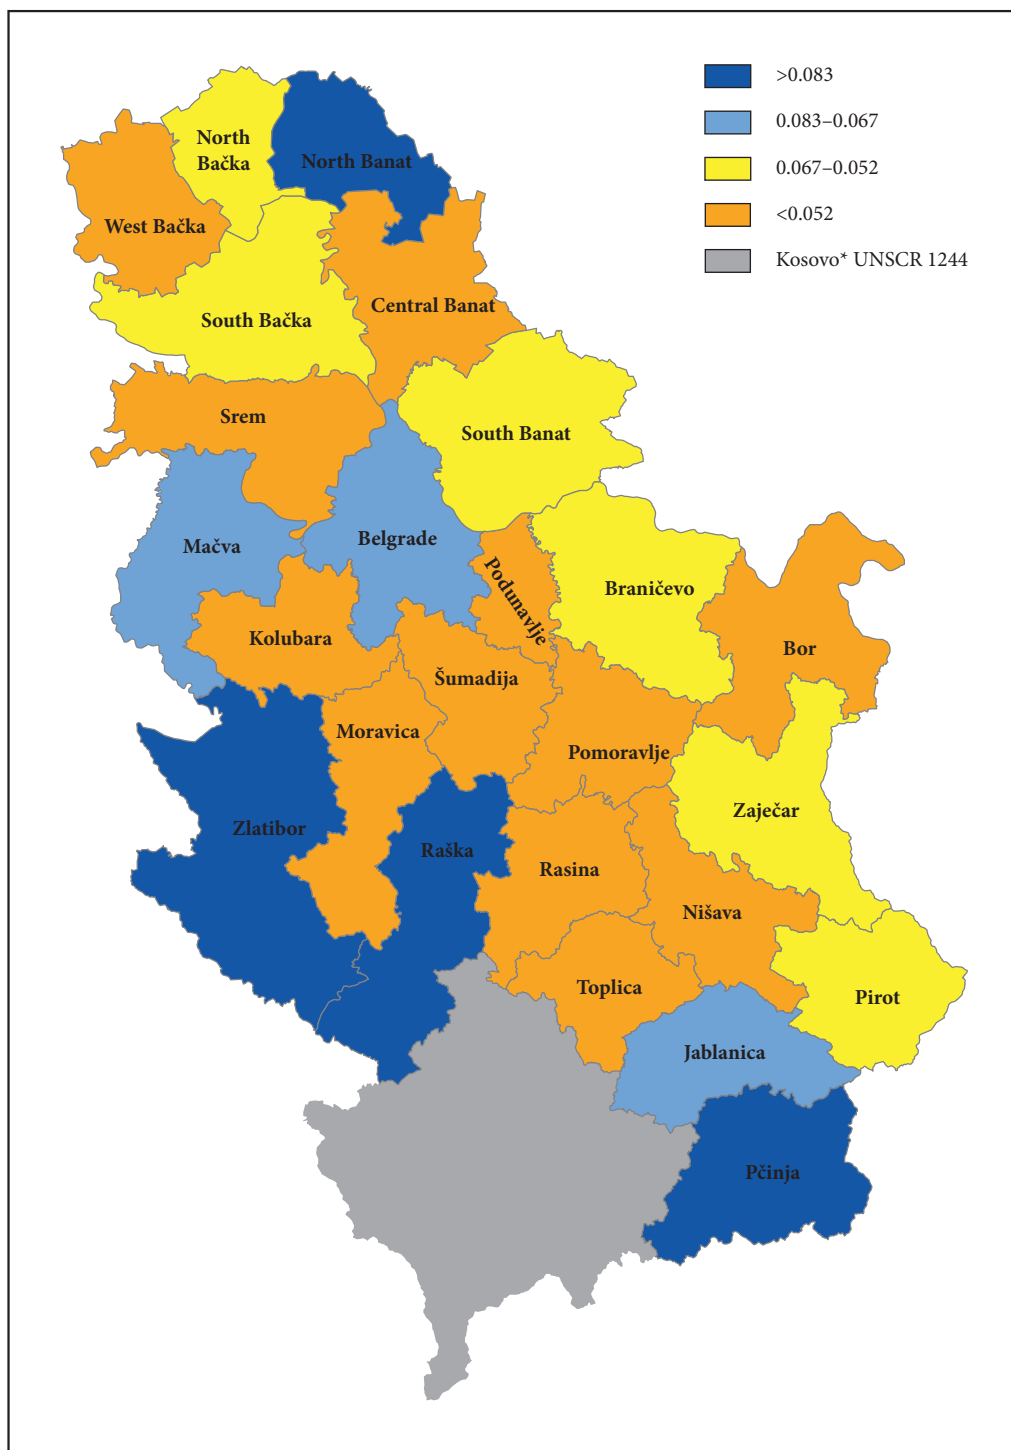 >0.083
0.083–0.067
0.067–0.052
<0.052
Kosovo* UNSCR 1244
North
Bačka
North Banat
West Bačka
Central Banat
South Bačka
Srem
South Banat
Mačva
Belgrade
Podunavlje
Braničevo
Kolubara
Bor
Šumadija
Moravica
Pomoravlje
Zaječar
Zlatibor
Raška
Rasina
Nišava
Toplica
Pirot
Jablanica
Pčinja